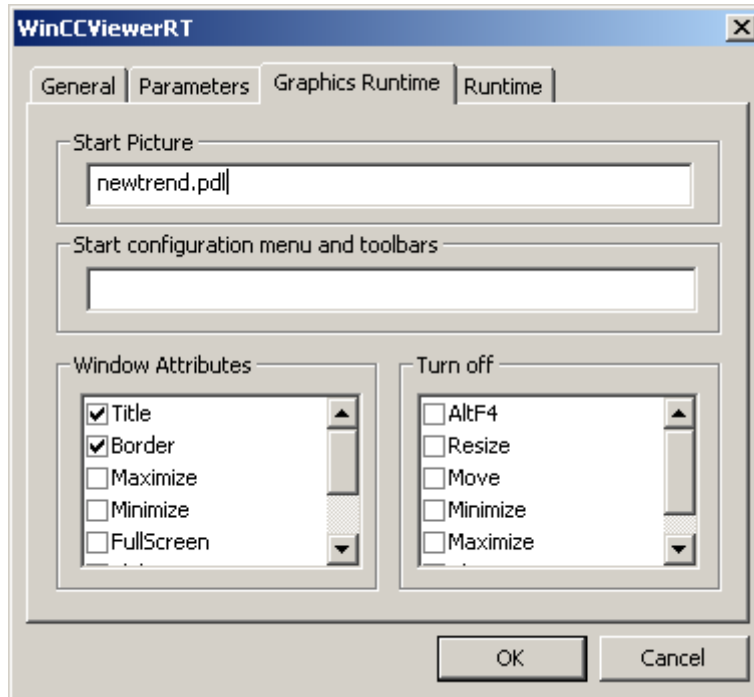 WinCCViewerRT
General Parameters Graphics Runtime Runtime
Start Picture
newtrend.pdl
Start configuration menu and toolbars
Window Attributes
Title
Border
Maximize
Minimize
FullScreen
Turn off
AltF4
Resize
Move
Minimize
Maximize
OK Cancel